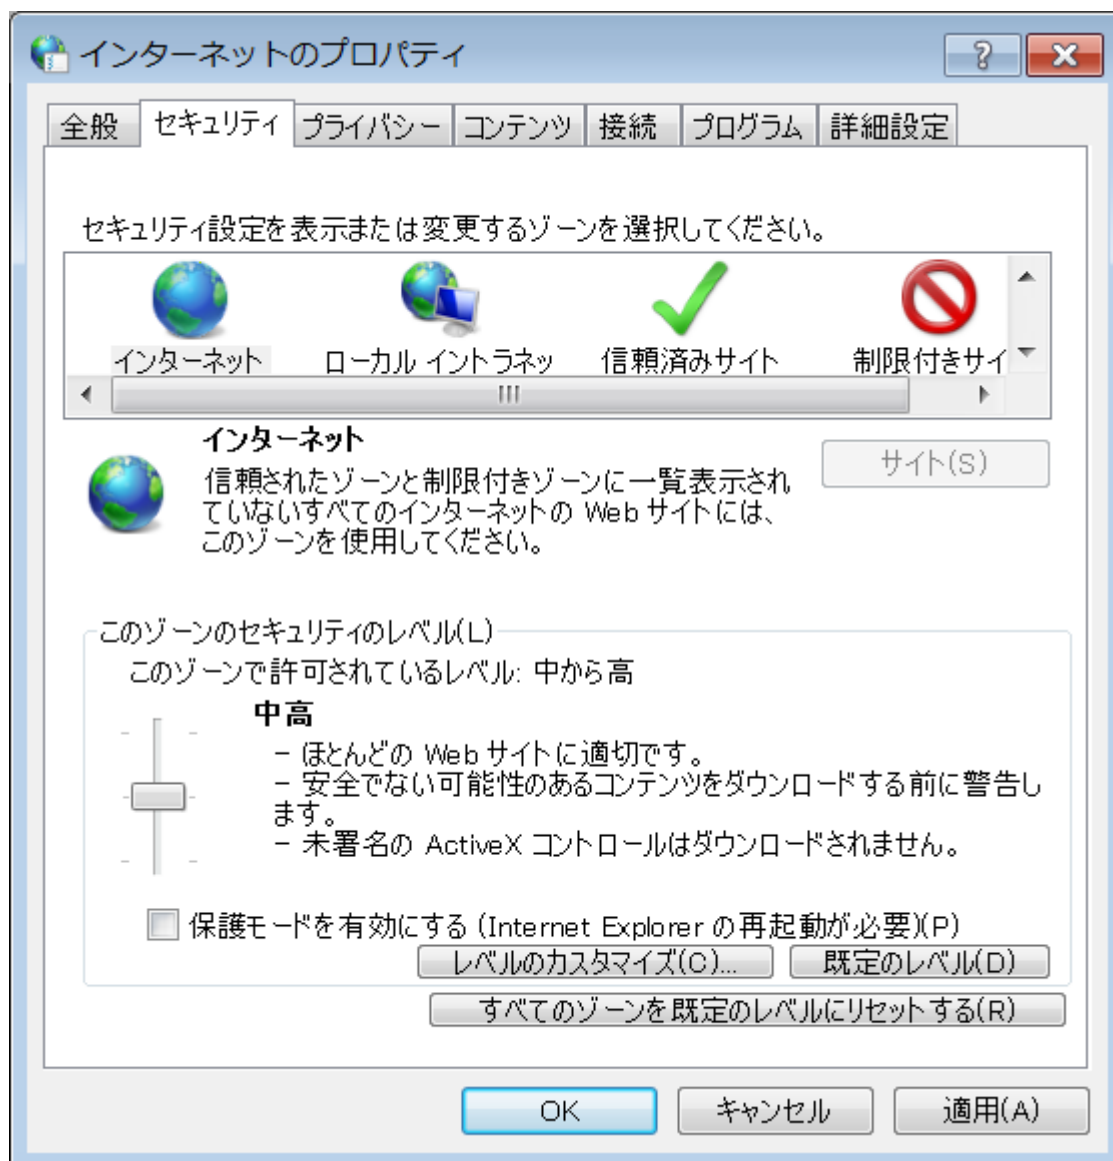 インターネットのプロパティ
全般 セキュリティ プライバシー コンテンツ 接続 プログラム 詳細設定
セキュリティ設定を表示または変更するゾーンを選択してください。
インターネット ローカル イントラネッ 信頼済みサイト 制限付きサイ
インターネット
サイト(S)
信頼されたゾーンと制限付きゾーンに一覧表示され
ていないすべてのインターネットの Web サイトには、
このゾーンを使用してください。
このゾーンのセキュリティのレベル(L)
このゾーンで許可されているレベル: 中から高
中高
- ほとんどの Web サイトに適切です。
- 安全でない可能性のあるコンテンツをダウンロードする前に警告し
ます。
- 未署名の ActiveX コントロールはダウンロードされません。
保護モードを有効にする (Internet Explorer の再起動が必要)(P)
レベルのカスタマイズ(C)... 既定のレベル(D)
すべてのゾーンを既定のレベルにリセットする(R)
OK キャンセル 適用(A)